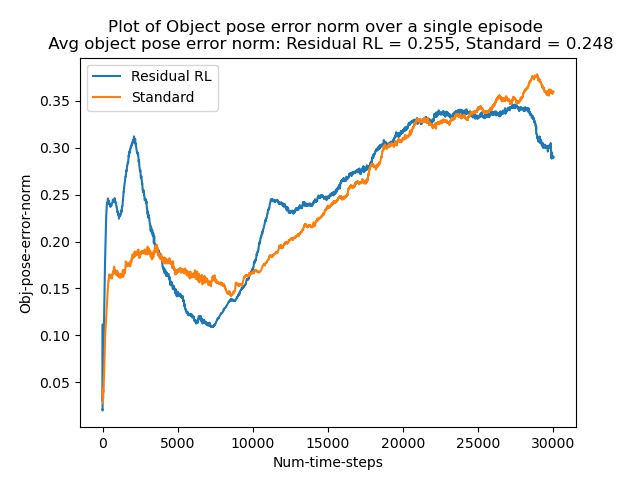 Plot of Object pose error norm over a single episode
Avg object pose error norm: Residual RL = 0.255, Standard = 0.248
Residual RL
Standard
Obj-pose-error-norm
0.35
0.30
0.25
0.20
0.15
0.10
0.05
0 5000 10000 15000 20000 25000 30000
Num-time-steps